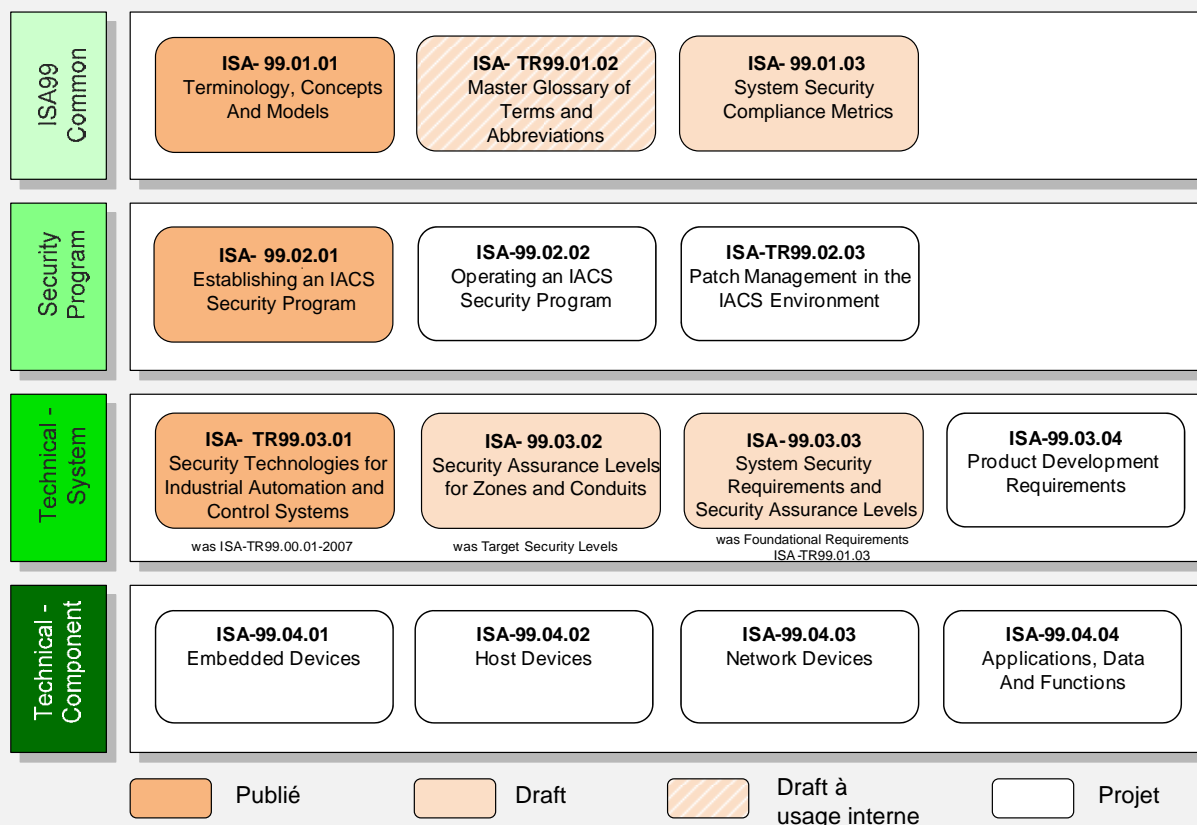 ISA99
Common
ISA- 99.01.01
Terminology, Concepts
And Models
ISA- TR99.01.02
Master Glossary of
Terms and
Abbreviations
ISA- 99.01.03
System Security
Compliance Metrics
Security
Program
ISA- 99.02.01
Establishing an IACS
Security Program
ISA-99.02.02
Operating an IACS
Security Program
ISA-TR99.02.03
Patch Management in the
IACS Environment
Technical -
System
ISA- TR99.03.01
Security Technologies for
Industrial Automation and
Control Systems
was ISA-TR99.00.01-2007
ISA- 99.03.02
Security Assurance Levels
for Zones and Conduits
was Target Security Levels
ISA-99.03.03
System Security
Requirements and
Security Assurance Levels
was Foundational Requirements
ISA-TR99.01.03
ISA-99.03.04
Product Development
Requirements
Technical -
Component
ISA-99.04.01
Embedded Devices
ISA-99.04.02
Host Devices
ISA-99.04.03
Network Devices
ISA-99.04.04
Applications, Data
And Functions
Publié
Draft
Draft à
usage interne
Projet